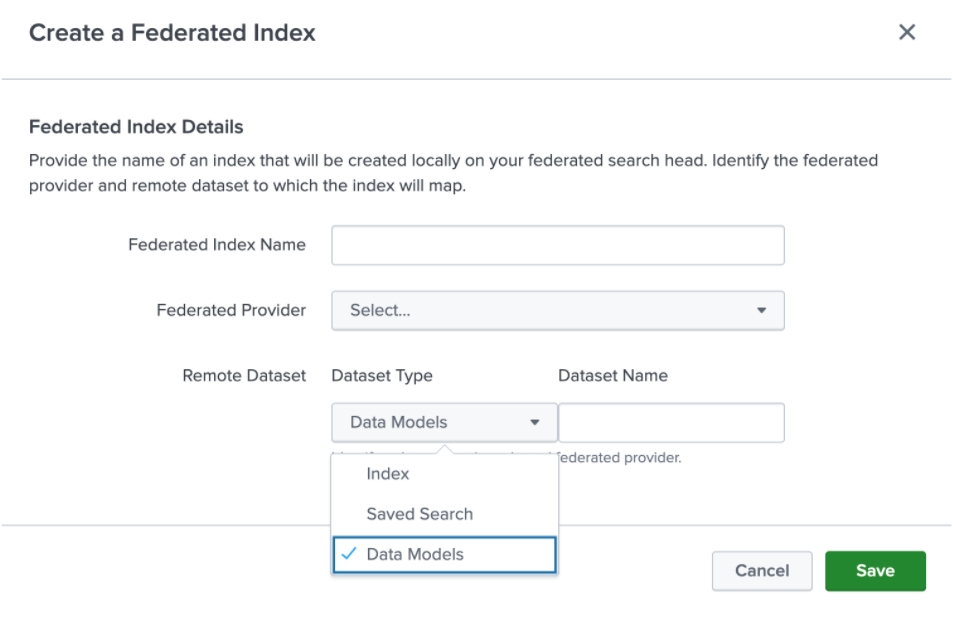 Create a Federated Index
Federated Index Details
Provide the name of an index that will be created locally on your federated search head. Identify the federated
provider and remote dataset to which the index will map.
Federated Index Name
Federated Provider Select...
Remote Dataset Dataset Type Dataset Name
Data Models
federated provider.
Index
Saved Search
Data Models
Cancel Save